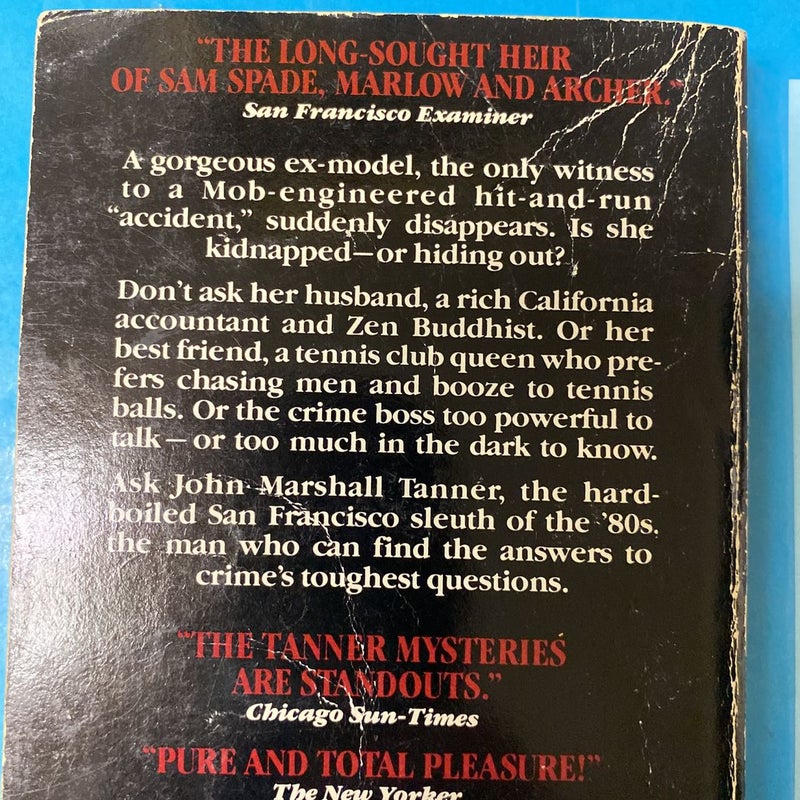 “THE LONG-SOUGHT HEIR
OF SAM SPADE, MARLOW AND ARCHER.”
San Francisco Examiner
A gorgeous ex-model, the only witness
to a Mob-engineered hit-and-run
“accident,” suddenly disappears. Is she
kidnapped—or hiding out?
Don’t ask her husband, a rich California
accountant and Zen Buddhist. Or her
best friend, a tennis club queen who pre-
fers chasing men and booze to tennis
balls. Or the crime boss too powerful to
talk—or too much in the dark to know.
Ask John Marshall Tanner, the hard-
boiled San Francisco sleuth of the ’80s.
the man who can find the answers to
crime’s toughest questions.
“THE TANNER MYSTERIES
ARE STANDOUTS.”
Chicago Sun-Times
“PURE AND TOTAL PLEASURE!”
The New Yorker